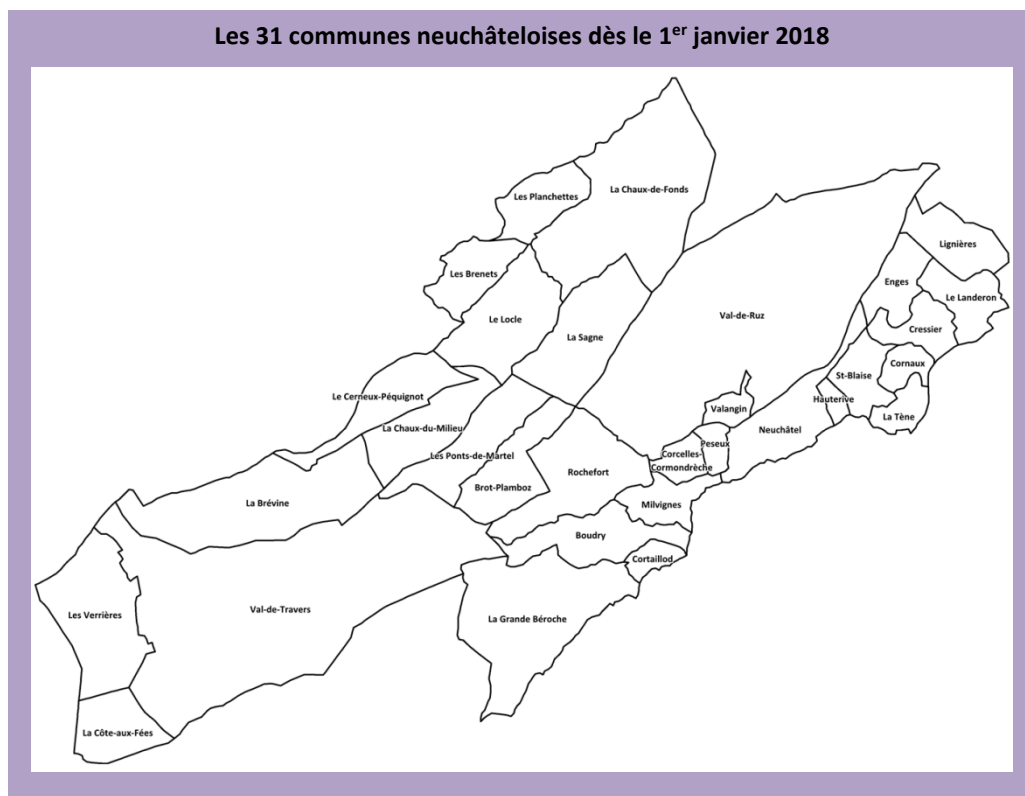 Les 31 communes neuchâteloises dès le 1er janvier 2018
La Chaux-de-Fonds
Les Planchettes
Lignières
Les Brenets
Enges
Le Landeron
Le Locle
Val-de-Ruz
Cressier
La Sagne
Cornaux
St-Blaise
Le Cerneux-Péquignot
Hauterive
Valangin
La Tène
La Chaux-du-Milieu
Neuchâtel
Peseux
Les Ponts-de-Martel
Corcelles-
Cormondrèche
Rochefort
Brot-Plamboz
La Brévine
Milvignes
Boudry
Cortaillod
Val-de-Travers
Les Verrières
La Grande Béroche
La Côte-aux-Fées